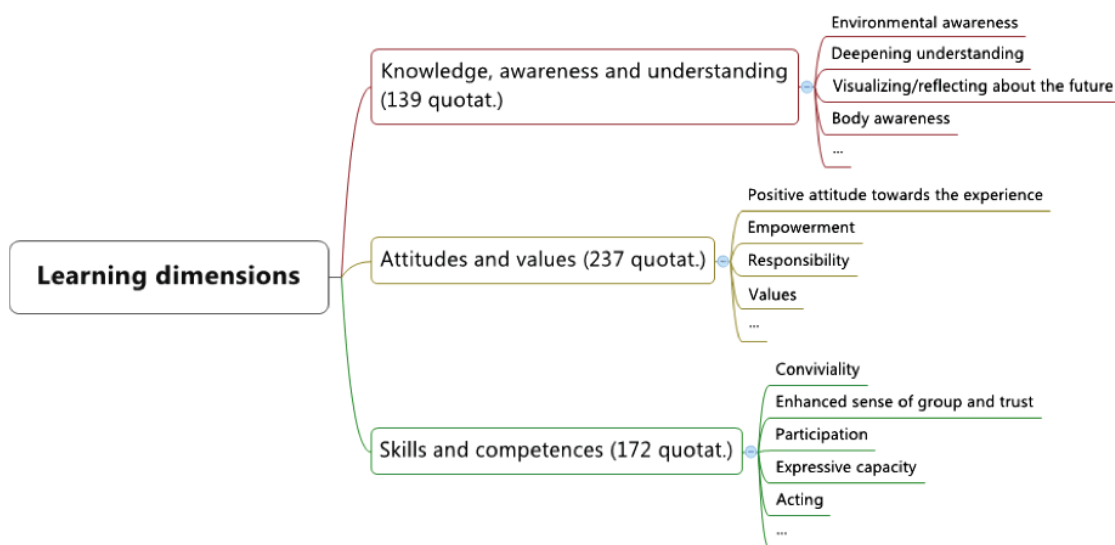 Learning dimensions
Knowledge, awareness and understanding
(139 quotat.)
Environmental awareness
Deepening understanding
Visualizing/reflecting about the future
Body awareness
...
Attitudes and values (237 quotat.)
Positive attitude towards the experience
Empowerment
Responsibility
Values
...
Skills and competences (172 quotat.)
Conviviality
Enhanced sense of group and trust
Participation
Expressive capacity
Acting
...